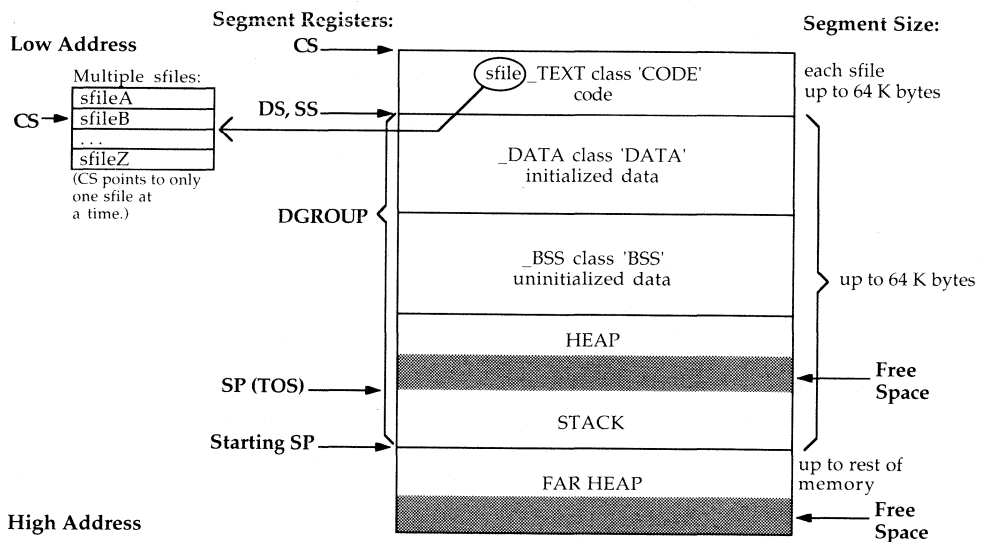 Segment Registers:
Segment Size:
Low Address
CS
Multiple sfiles:
sfileA
sfileB
. . .
sfileZ
CS
(CS points to only
one sfile at
a time.)
sfile _TEXT class 'CODE'
code
each sfile
up to 64 K bytes
DS, SS
_DATA class 'DATA'
initialized data
DGROUP
_BSS class 'BSS'
uninitialized data
up to 64 K bytes
HEAP
Free
Space
SP (TOS)
STACK
Starting SP
FAR HEAP
up to rest of
memory
Free
Space
High Address